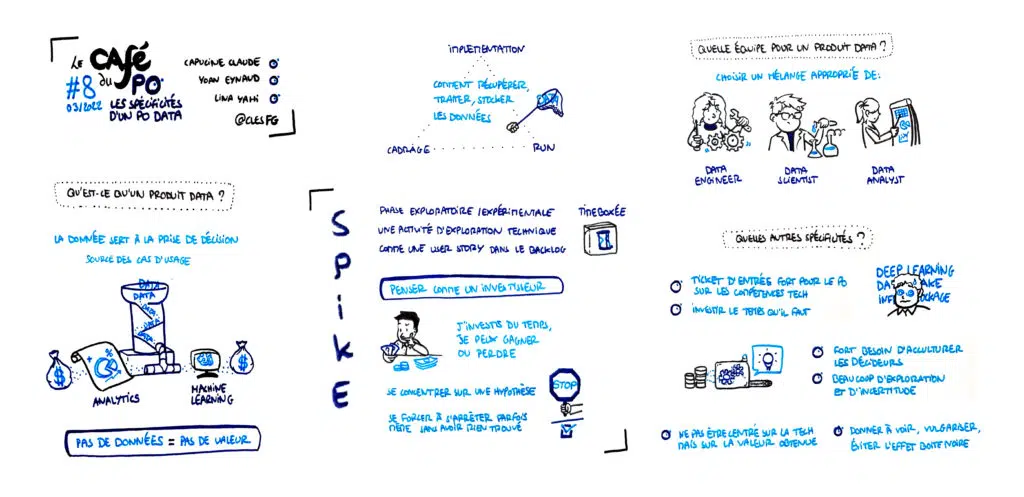 LE CAFÉ
DU PO
#8
03/2022
LES SPÉCIFICITÉS
D'UN PO DATA
CAPUCINE CLAUDE
YOAN EYNAUD
LINA YAHI
@CLESFG
QU'EST-CE QU'UN PRODUIT DATA ?
LA DONNÉE SERT À LA PRISE DE DÉCISION
SOURCE DES CAS D'USAGE
DATA
DATA
DATA
DATA
DATA
$
$
ANALYTICS
MACHINE
LEARNING
PAS DE DONNÉES = PAS DE VALEUR
IMPLÉMENTATION
COMMENT RÉCUPÉRER,
TRAITER, STOCKER
LES DONNÉES
DATA
CADRAGE
RUN
SPIKE
PHASE EXPLORATOIRE / EXPÉRIMENTALE
UNE ACTIVITÉ D'EXPLORATION TECHNIQUE
COMME UNE USER STORY DANS LE BACKLOG
TIMEBOXÉE
PENSER COMME UN INVESTISSEUR
J'INVESTIS DU TEMPS,
JE PEUX GAGNER
OU PERDRE
SE CONCENTRER SUR UNE HYPOTHÈSE
SE FORCER À S'ARRÊTER PARFOIS
MÊME SANS AVOIR RIEN TROUVÉ
STOP
QUELLE ÉQUIPE POUR UN PRODUIT DATA ?
CHOISIR UN MÉLANGE APPROPRIÉ DE :
DATA
ENGINEER
DATA
SCIENTIST
DATA
ANALYST
QUELLES AUTRES SPÉCIFICITÉS ?
TICKET D'ENTRÉE FORT POUR LE PO
SUR LES COMPÉTENCES TECH
INVESTIR LE TEMPS QU'IL FAUT
DEEP LEARNING
FORT BESOIN D'ACCULTURER
LES DÉCIDEURS
BEAUCOUP D'EXPLORATION
ET D'INCERTITUDE
NE PAS ÊTRE CENTRÉ SUR LA TECH
MAIS SUR LA VALEUR OBTENUE
DONNER À VOIR, VULGARISER,
ÉVITER L'EFFET BOITE NOIRE